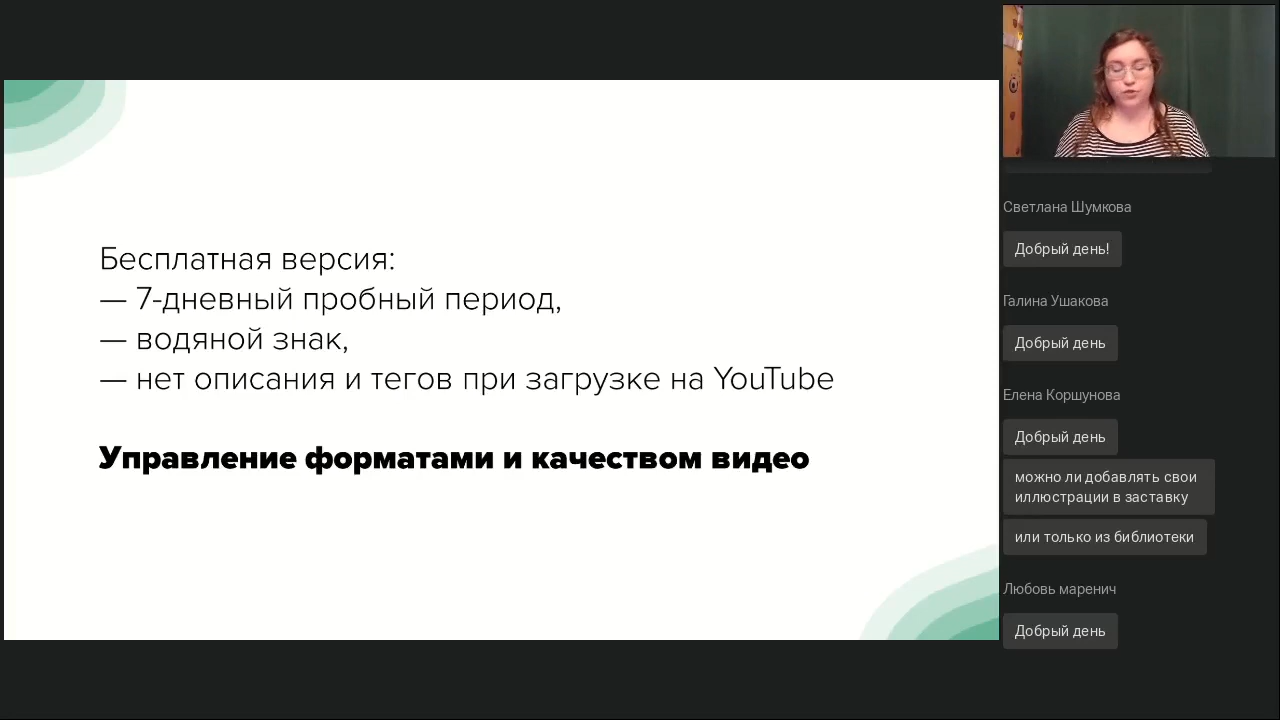 Бесплатная версия:
— 7-дневный пробный период,
— водяной знак,
— нет описания и тегов при загрузке на YouTube
Управление форматами и качеством видео
Светлана Шумкова
Добрый день!
Галина Ушакова
Добрый день
Елена Коршунова
Добрый день
можно ли добавлять свои
иллюстрации в заставку
или только из библиотеки
Любовь маренич
Добрый день